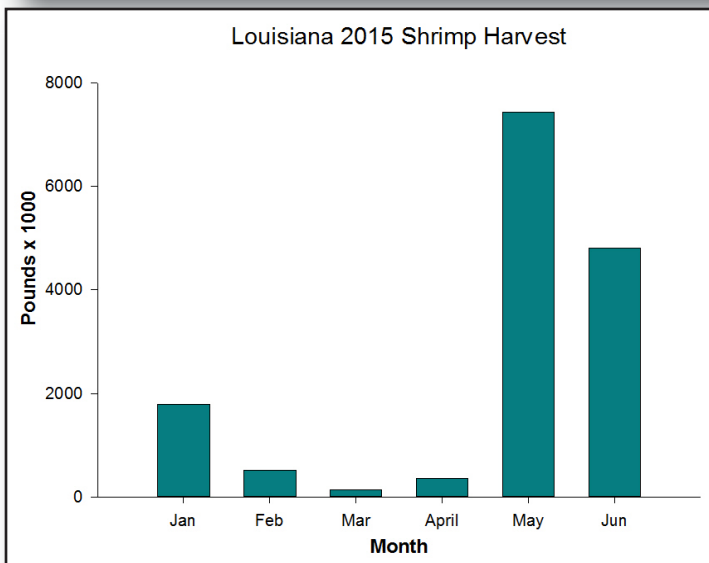 Louisiana 2015 Shrimp Harvest
8000
6000
4000
2000
0
Pounds x 1000
Jan Feb Mar April May Jun
Month